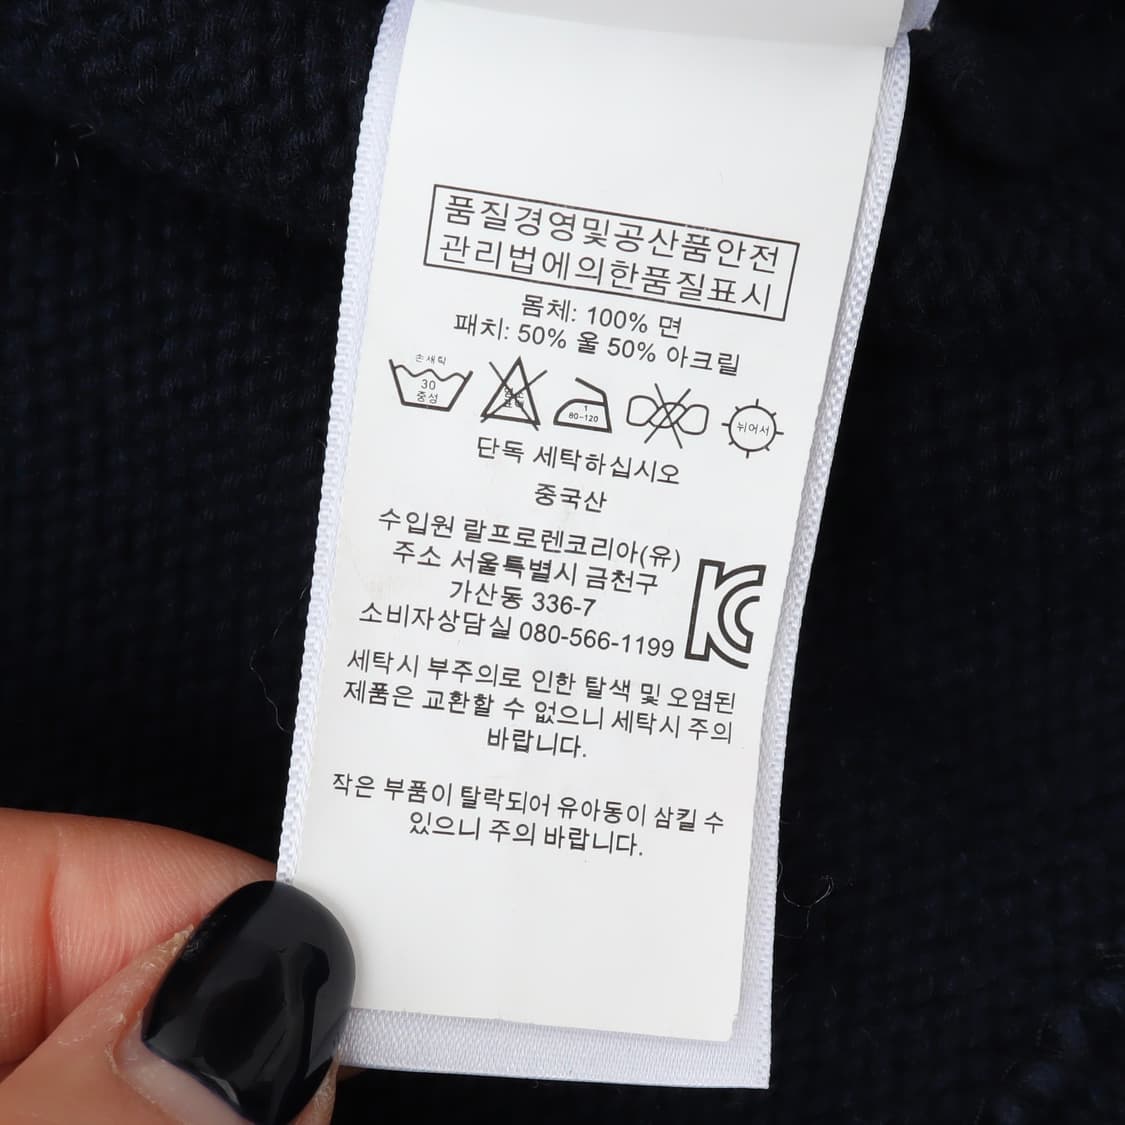 품질경영및공산품안전
관리법에의한품질표시
몸체: 100% 면
패치: 50% 울 50% 아크릴
손세탁
30
중성
염소
표백
1
80-120
뉘어서
단독 세탁하십시오
중국산
수입원 랄프로렌코리아(유)
주소 서울특별시 금천구
가산동 336-7
소비자상담실 080-566-1199
KC
세탁시 부주의로 인한 탈색 및 오염된
제품은 교환할 수 없으니 세탁시 주의
바랍니다.
작은 부품이 탈락되어 유아동이 삼킬 수
있으니 주의 바랍니다.